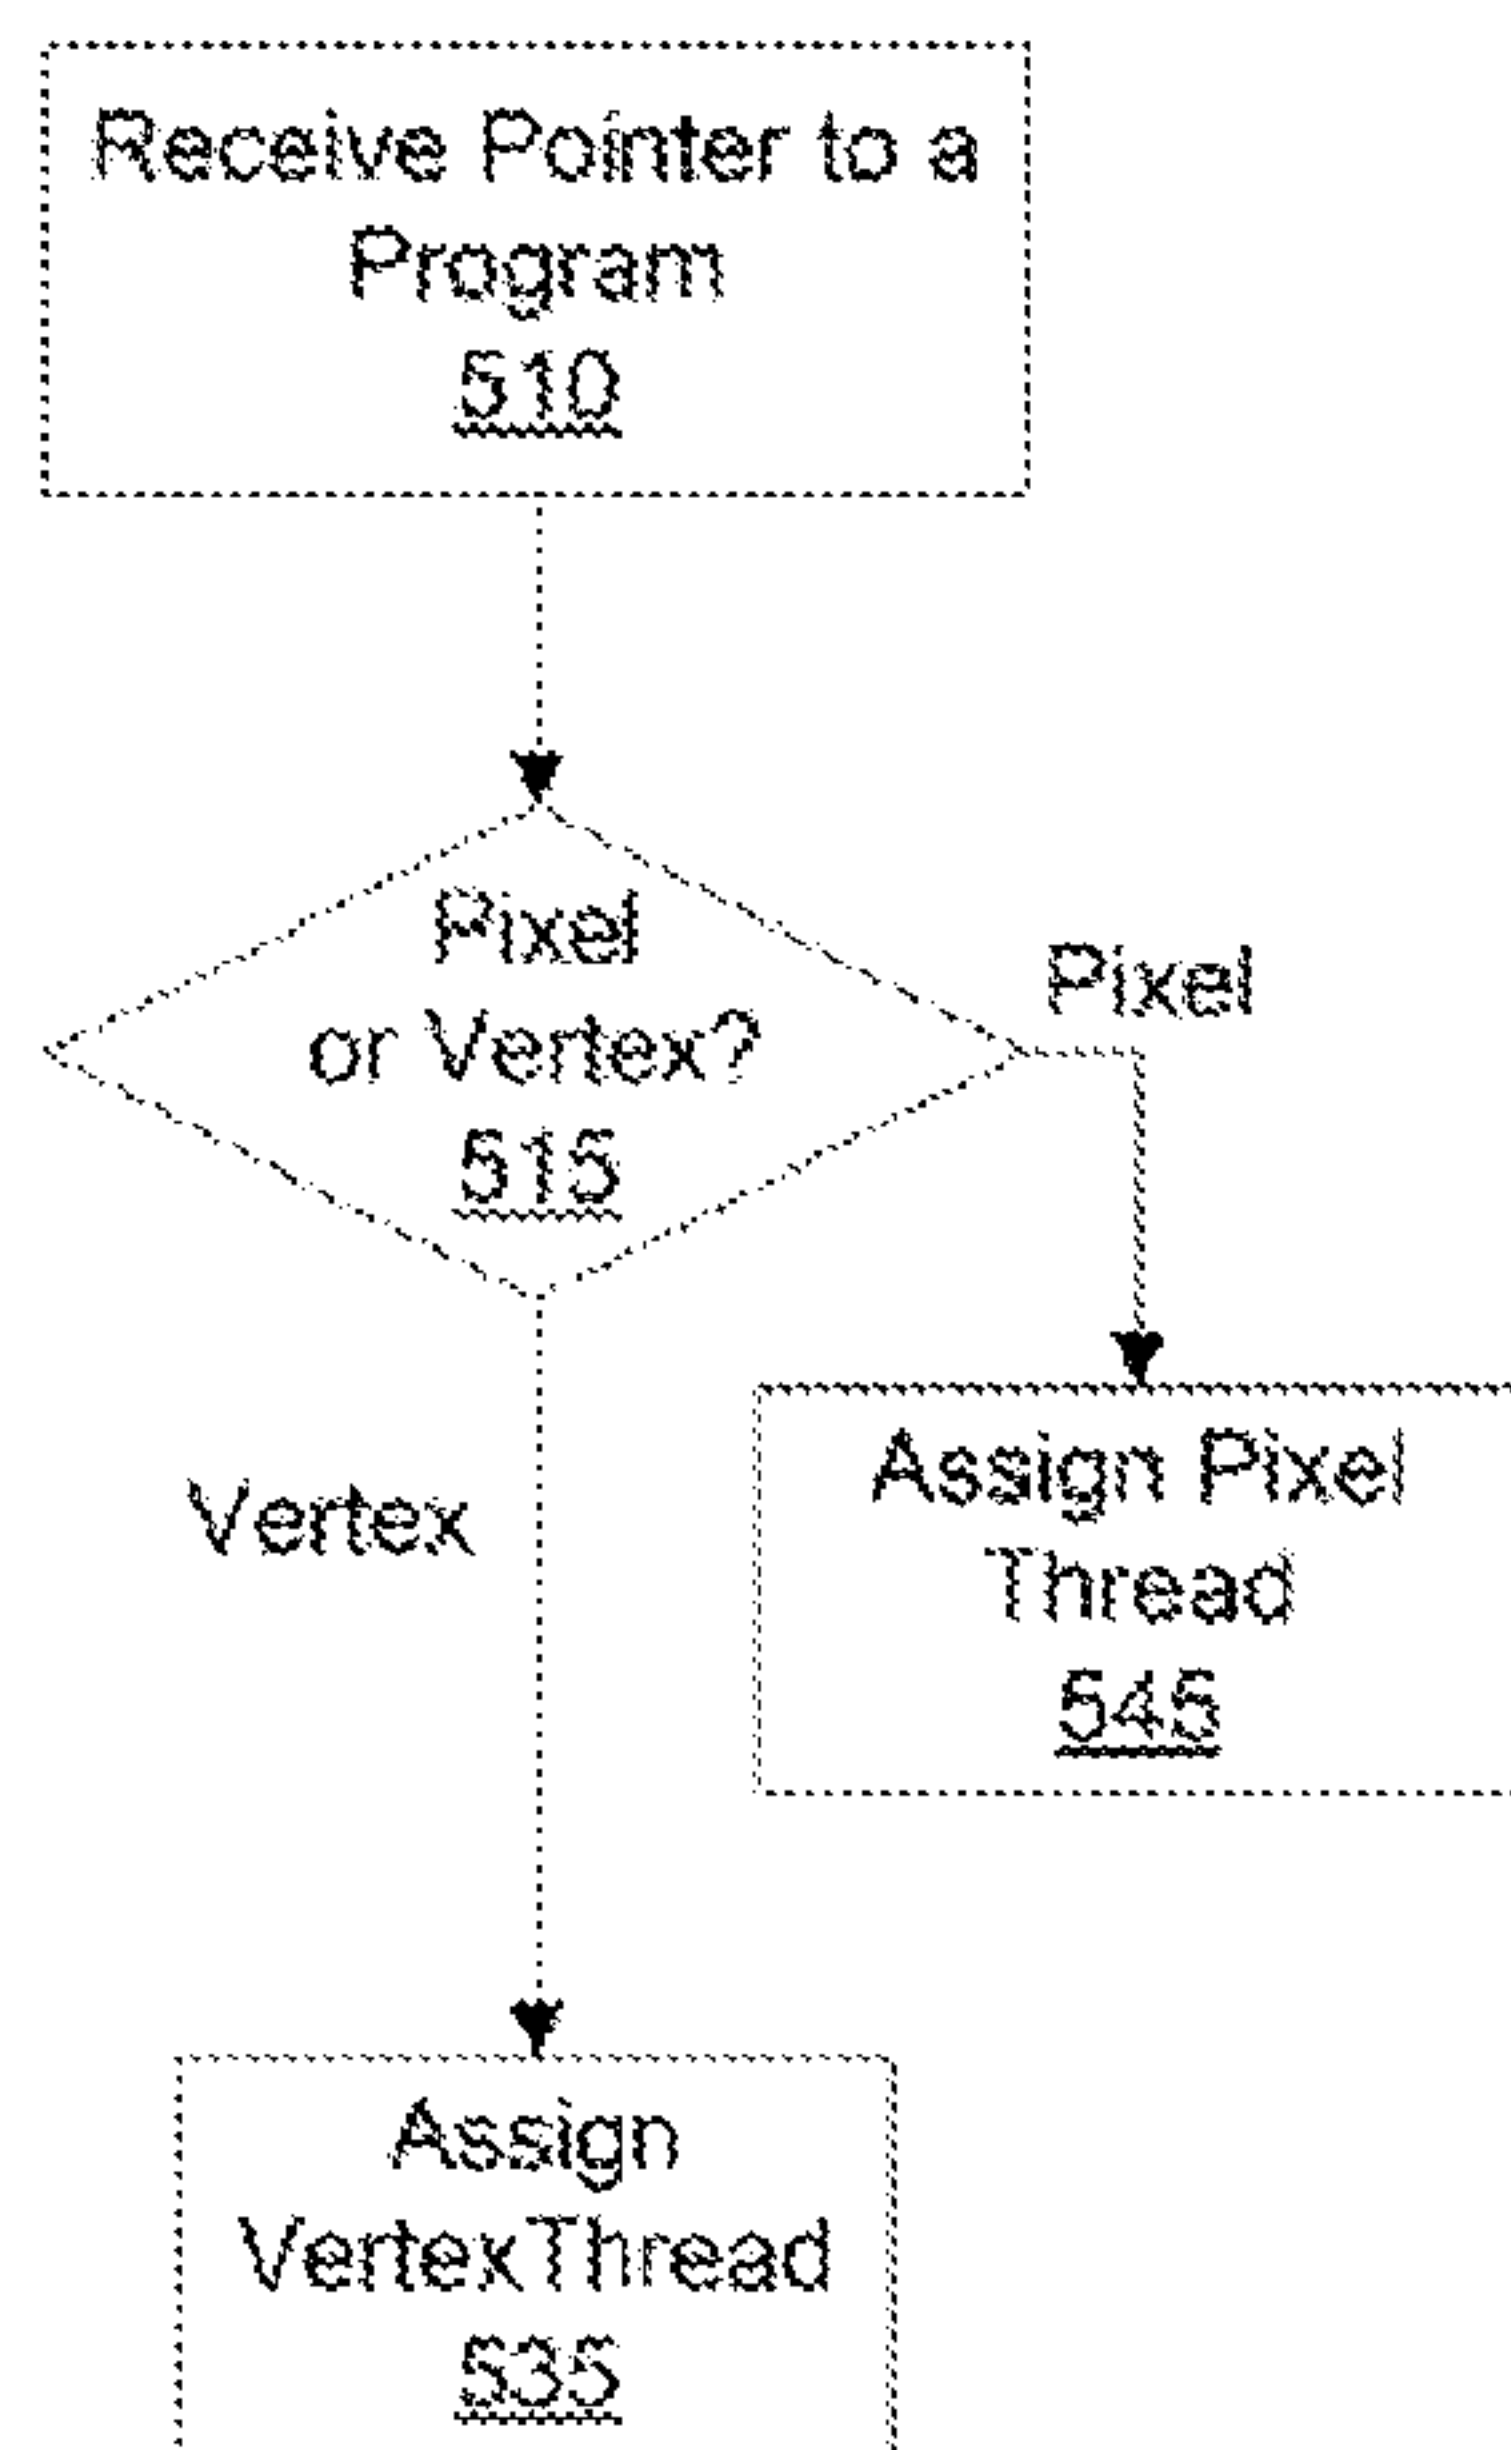 Receive Pointer to a
Program
510
Pixel
or Vertex?
515
Pixel
Vertex
Assign Pixel
Thread
545
Assign
VertexThread
535